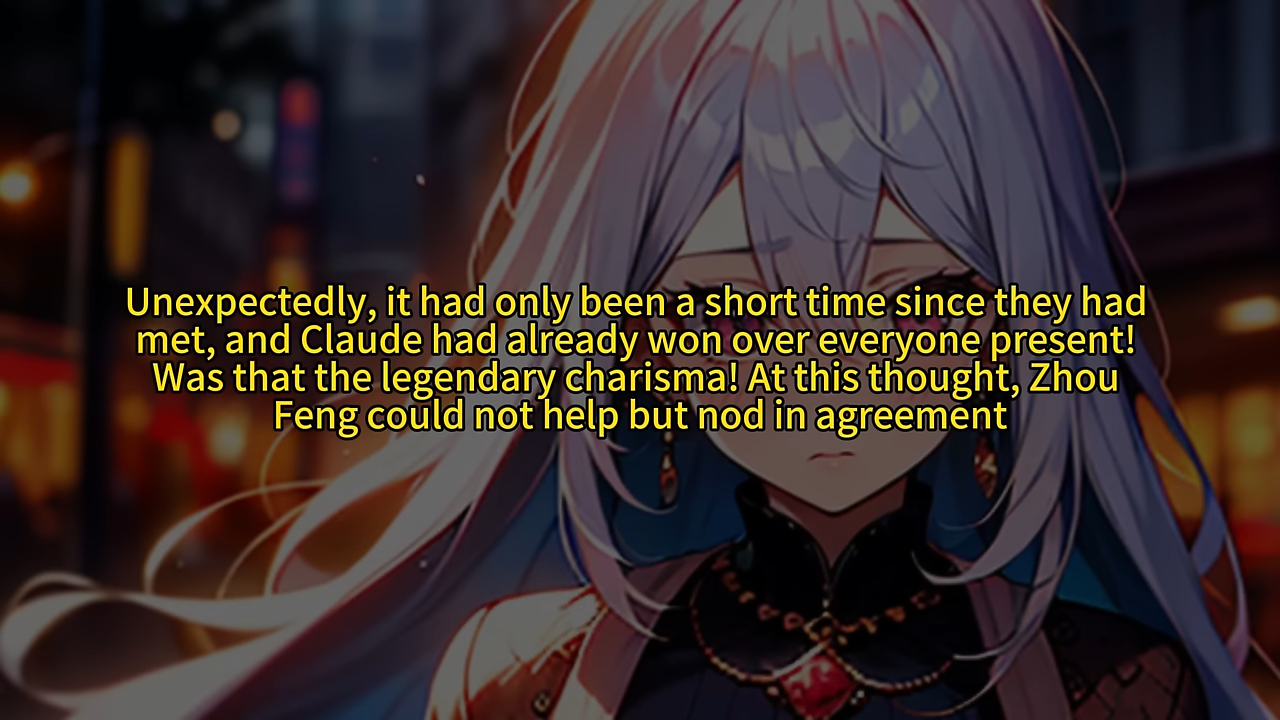 Unexpectedly, it had only been a short time since they had
met, and Claude had already won over everyone present!
Was that the legendary charisma! At this thought, Zhou
Feng could not help but nod in agreement